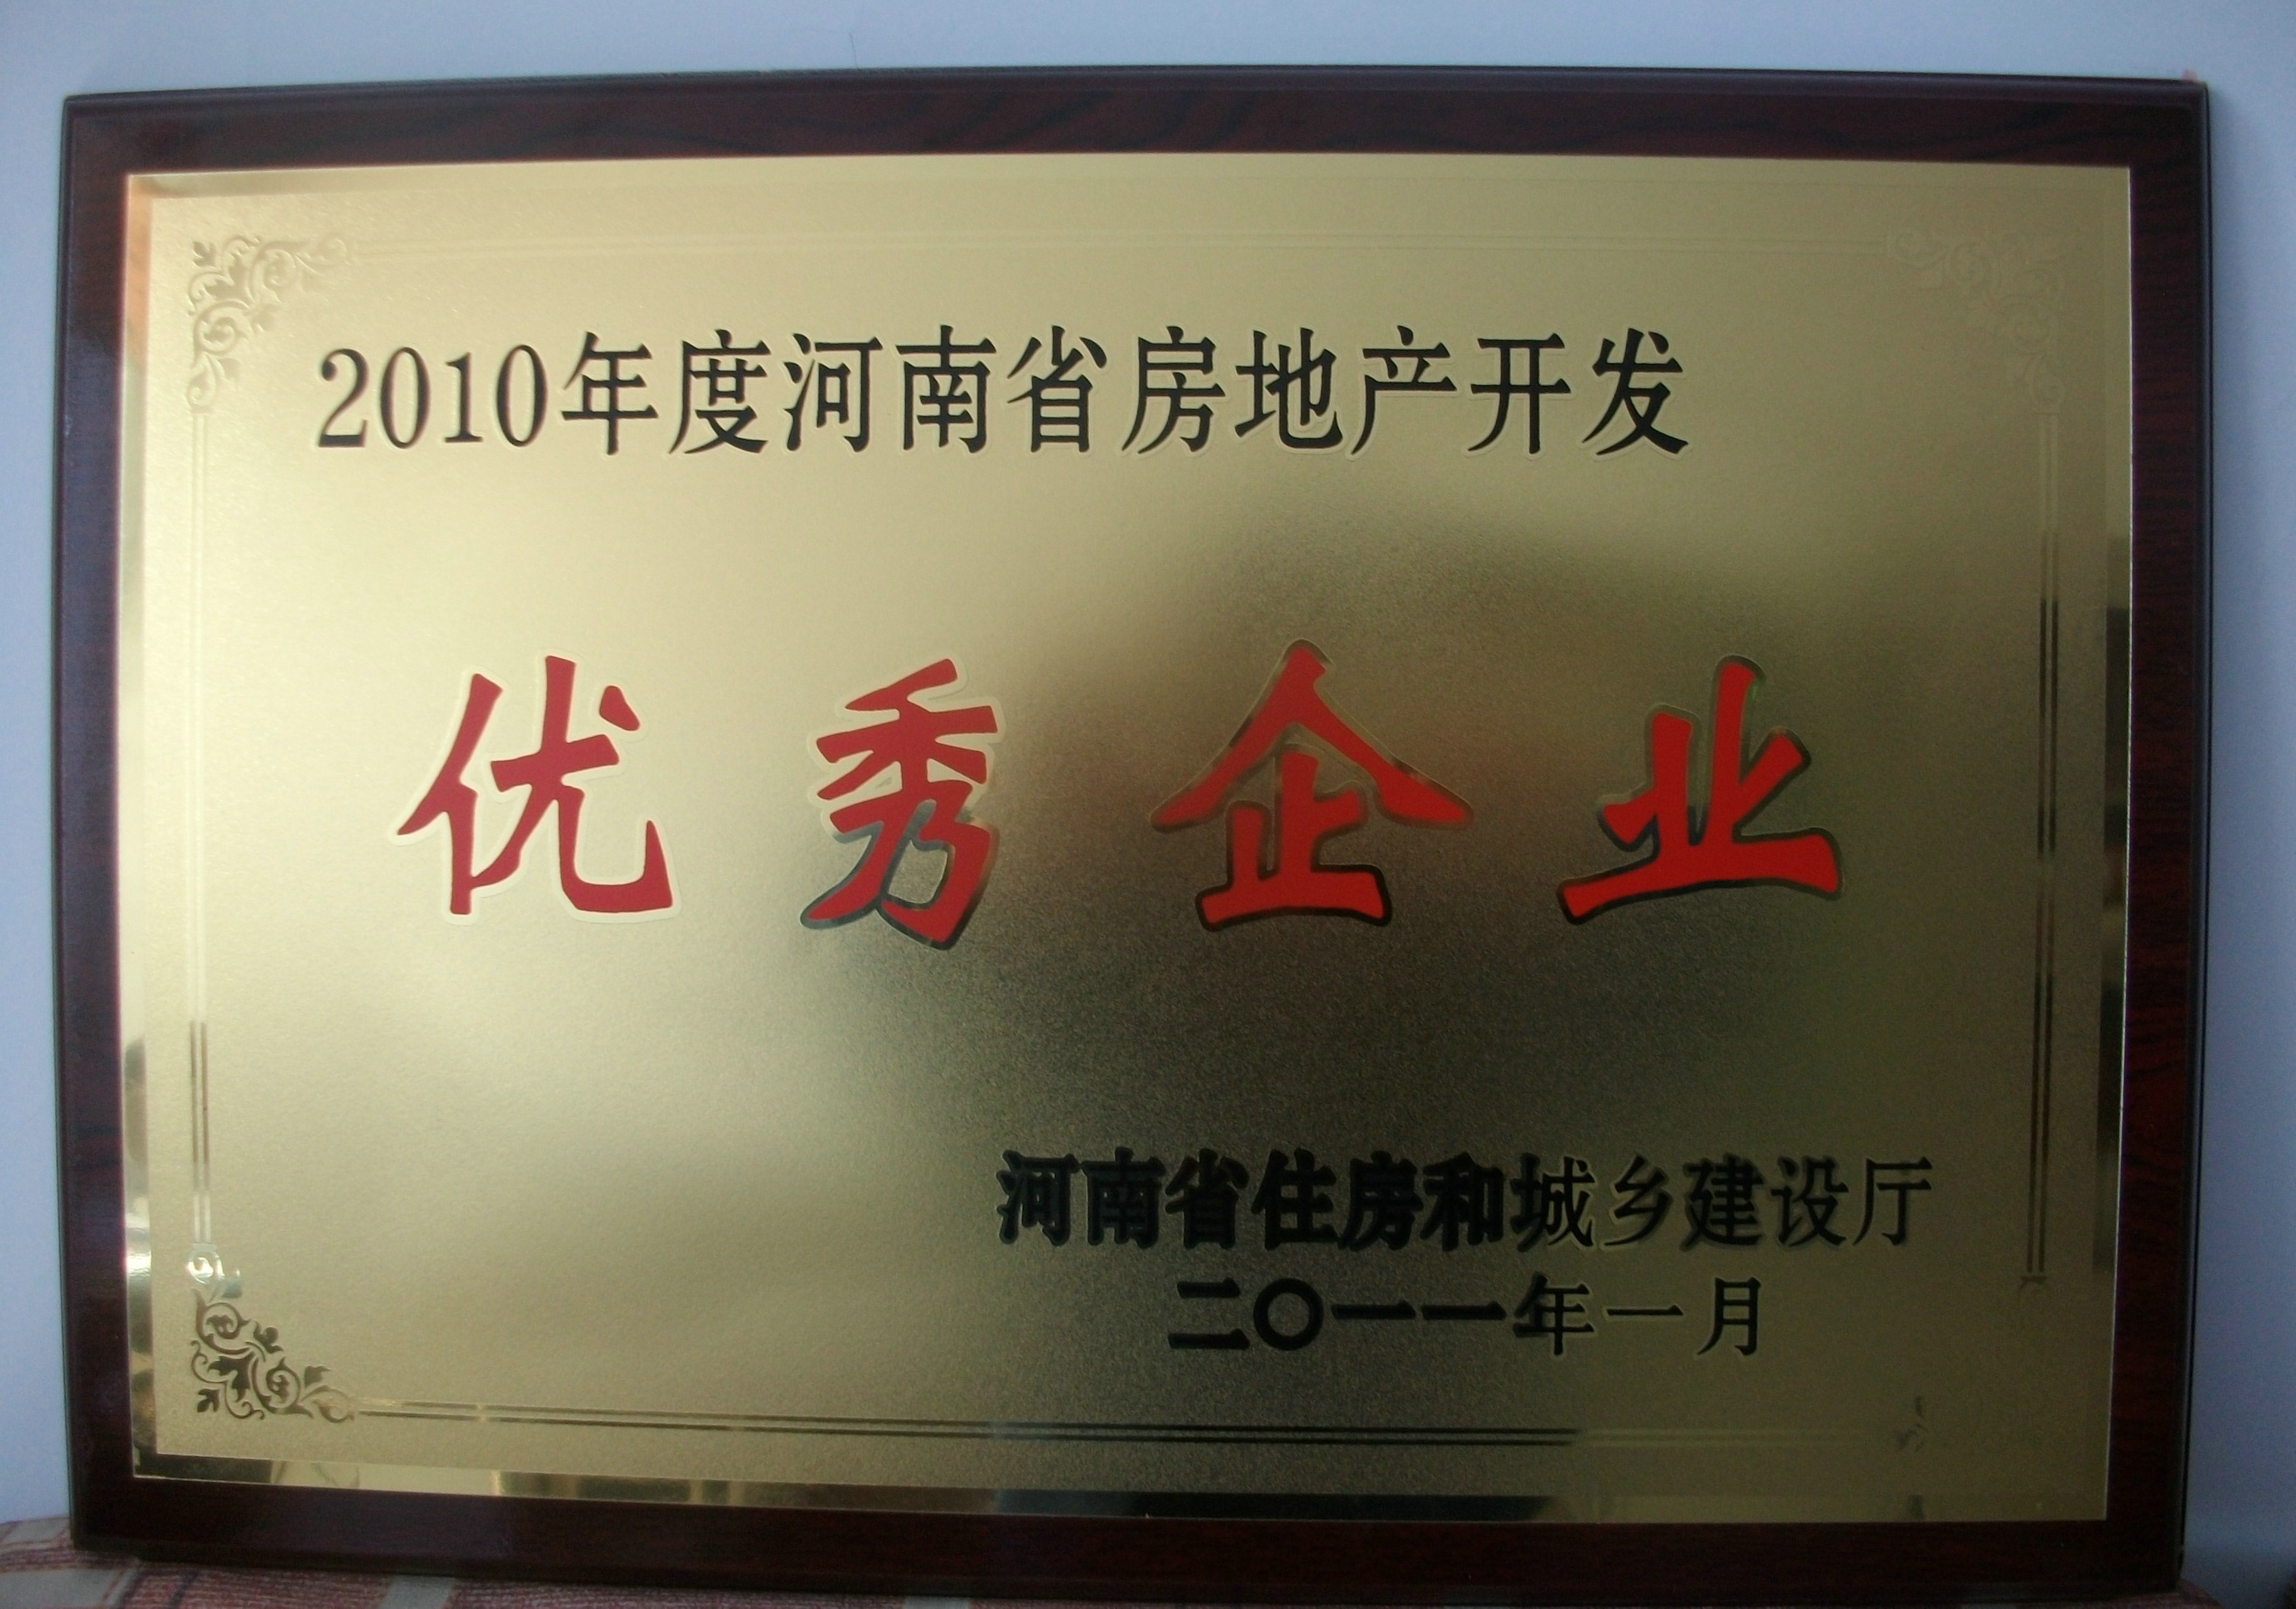 2010年度河南省房地产开发
优秀企业
河南省住房和城乡建设厅
二〇一一年一月